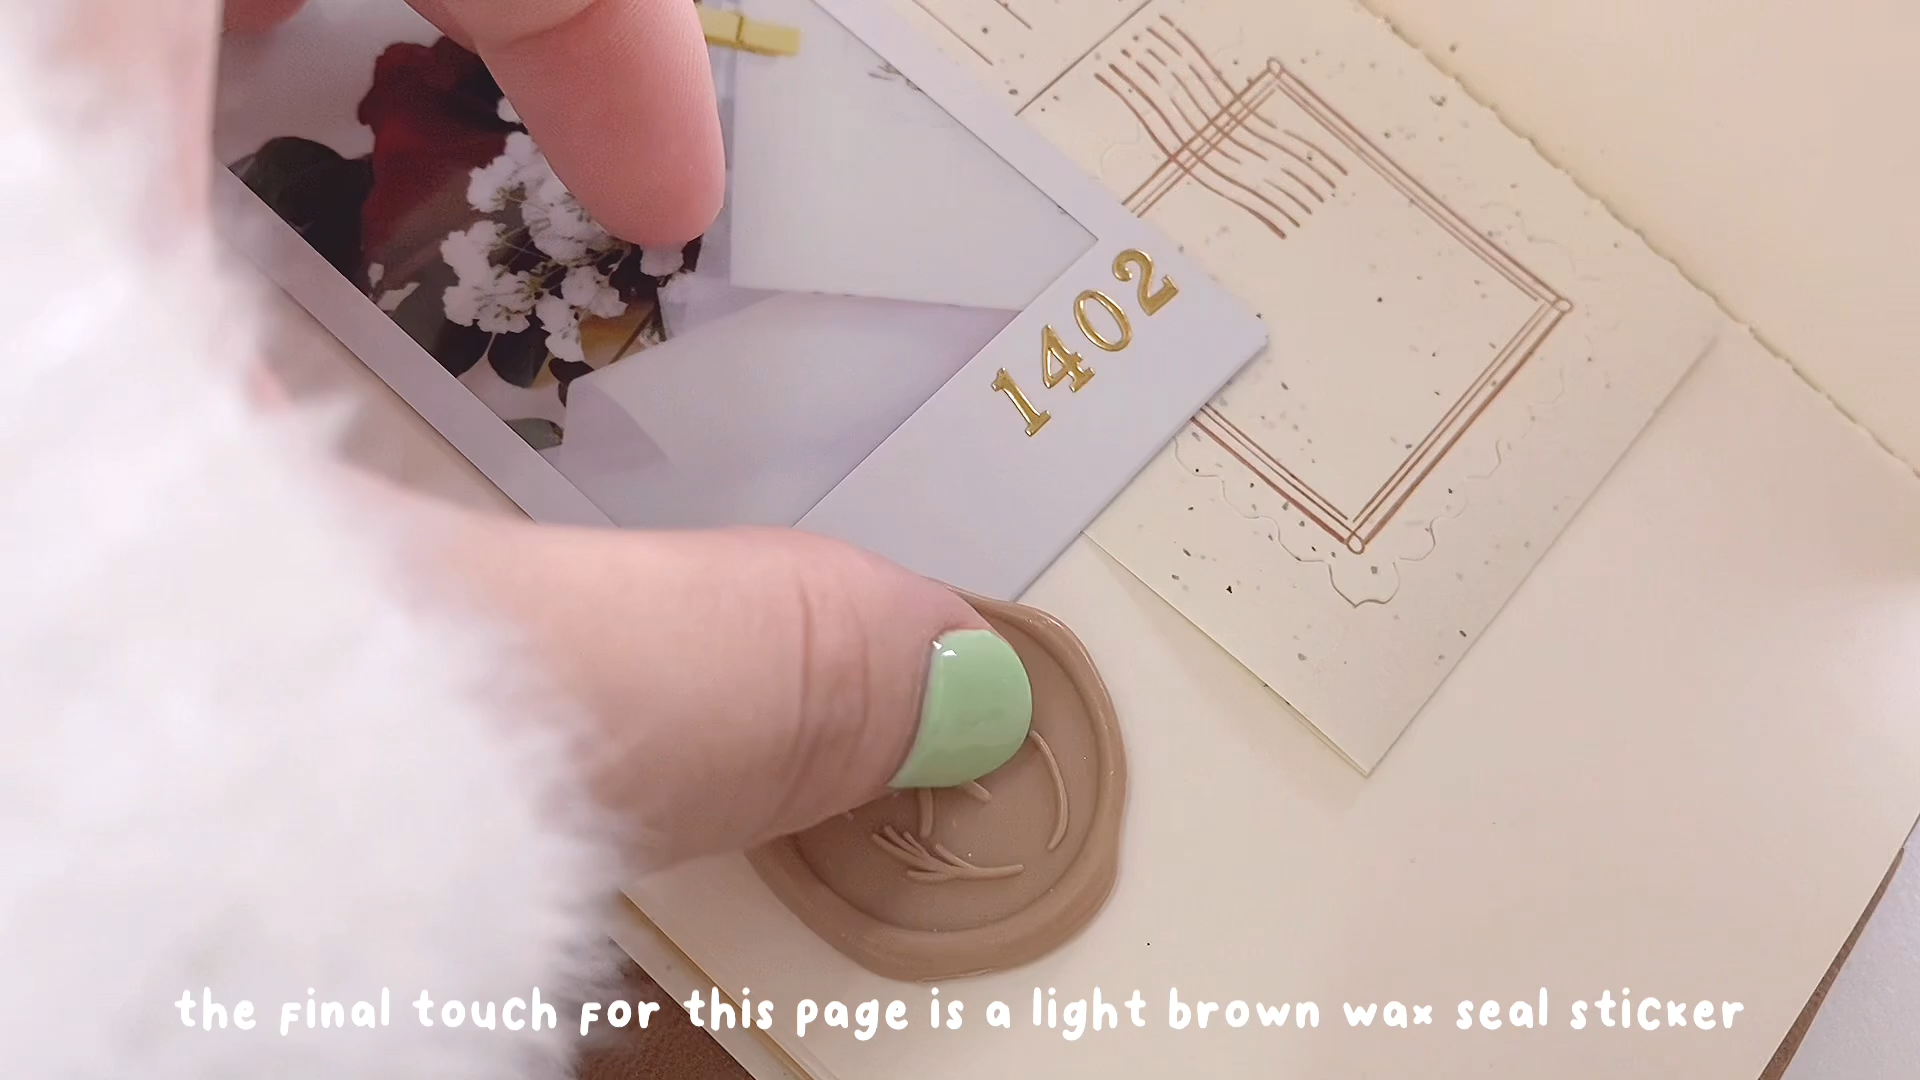 1402
the final touch for this page is a light brown wax seal sticker